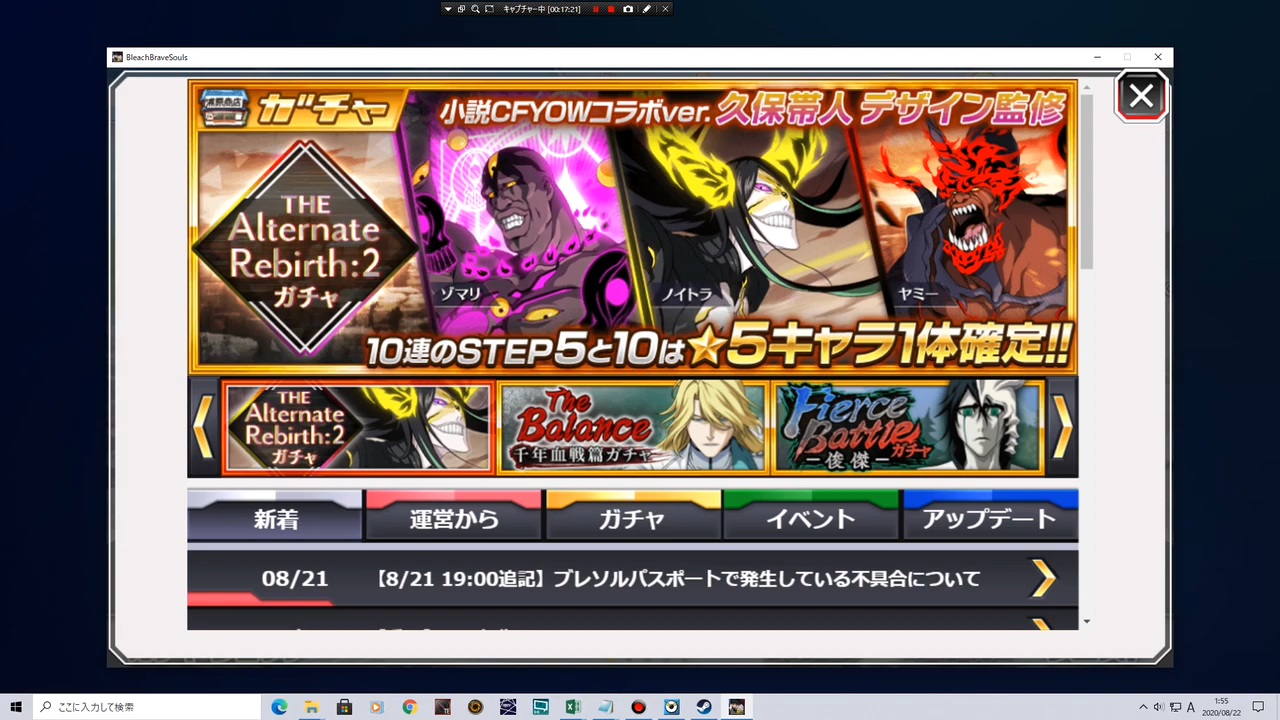 キャプチャー中 [00:17:21]
BleachBraveSouls
浦原商店
ガチャ
小説CFYOWコラボver. 久保帯人 デザイン監修
THE
Alternate
Rebirth:2
ガチャ
ゾマリ
ノイトラ
ヤミー
10連のSTEP5と10は★5キャラ1体確定!!
THE
Alternate
Rebirth:2
ガチャ
The
Balance
千年血戦篇ガチャ
Fierce
Battle ガチャ
-俊傑-
新着
運営から
ガチャ
イベント
アップデート
08/21
【8/21 19:00追記】ブレソルパスポートで発生している不具合について
ここに入力して検索
A
1:55
2020/08/22